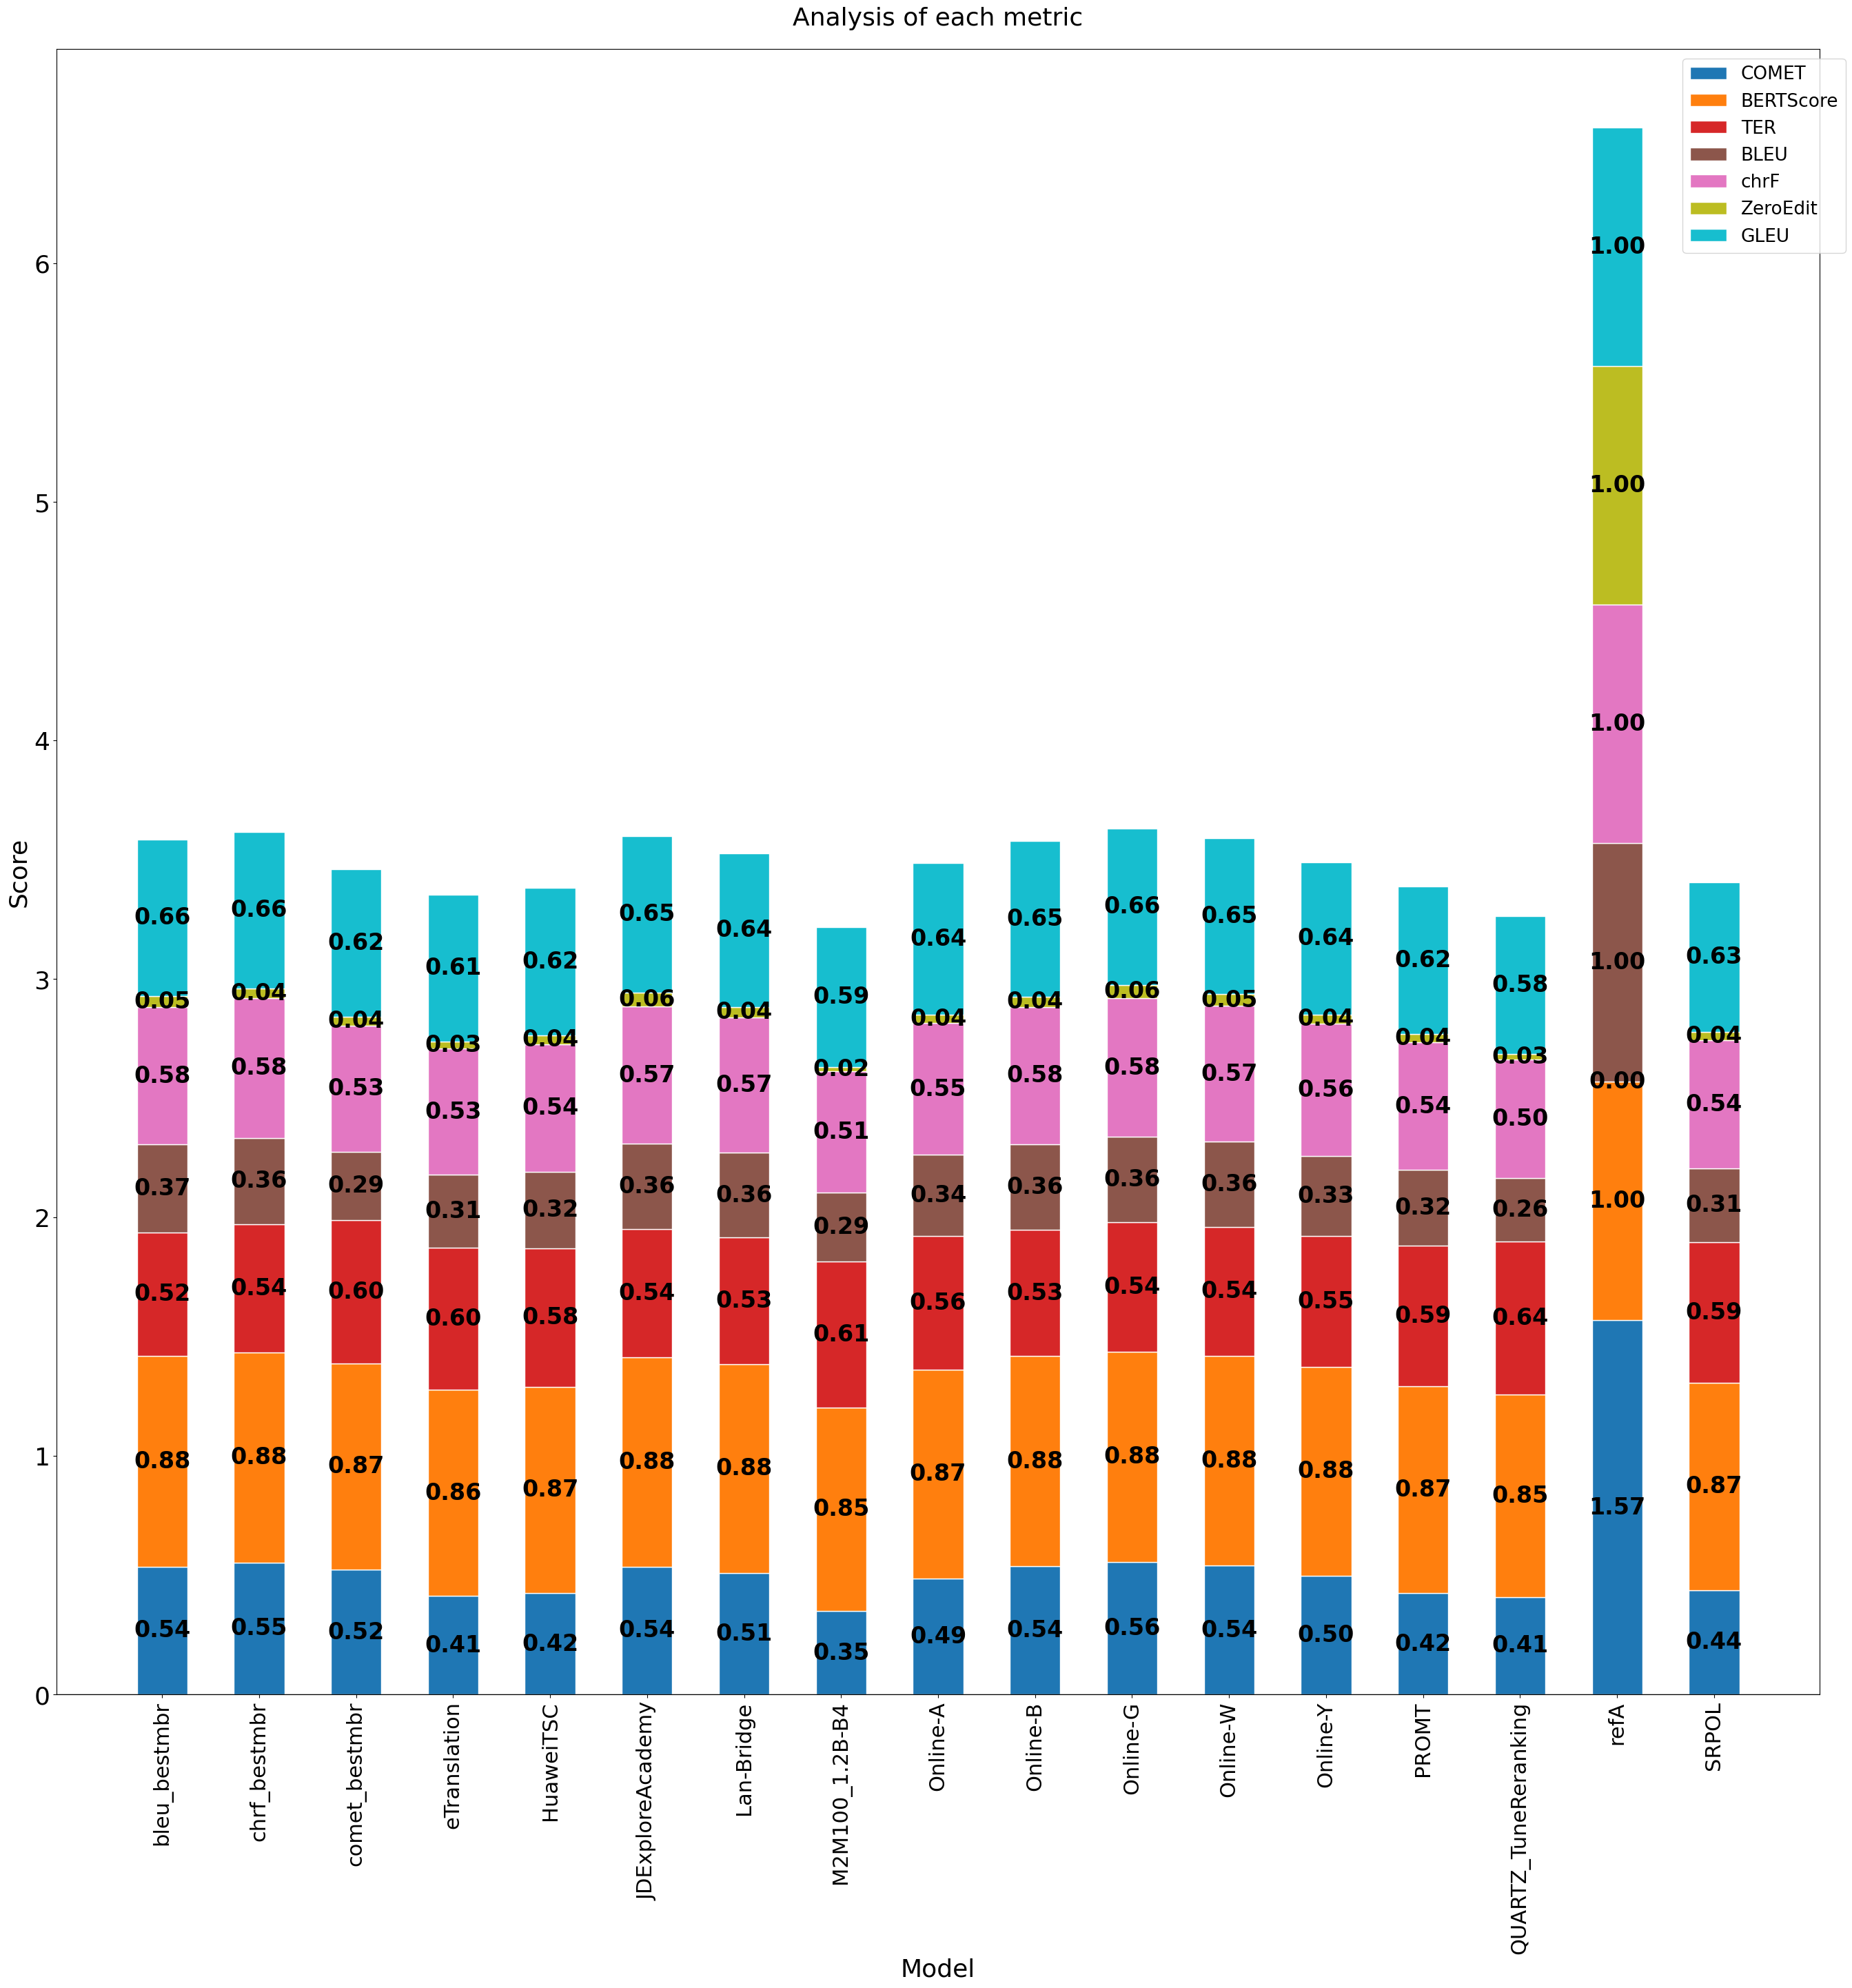 Analysis of each metric
COMET
BERTScore
TER
BLEU
chrF
ZeroEdit
GLEU
Score
6
5
4
3
2
1
0
1.00
1.00
1.00
1.00
0.00
1.00
1.57
0.66 0.66 0.62 0.61 0.62 0.65 0.64 0.59 0.64 0.65 0.66 0.65 0.64 0.62 0.58 0.63
0.05 0.04 0.04 0.03 0.04 0.06 0.04 0.02 0.04 0.04 0.06 0.05 0.04 0.04 0.03 0.04
0.58 0.58 0.53 0.53 0.54 0.57 0.57 0.51 0.55 0.58 0.58 0.57 0.56 0.54 0.50 0.54
0.37 0.36 0.29 0.31 0.32 0.36 0.36 0.29 0.34 0.36 0.36 0.36 0.33 0.32 0.26 0.31
0.52 0.54 0.60 0.60 0.58 0.54 0.53 0.61 0.56 0.53 0.54 0.54 0.55 0.59 0.64 0.59
0.88 0.88 0.87 0.86 0.87 0.88 0.88 0.85 0.87 0.88 0.88 0.88 0.88 0.87 0.85 0.87
0.54 0.55 0.52 0.41 0.42 0.54 0.51 0.35 0.49 0.54 0.56 0.54 0.50 0.42 0.41 0.44
bleu_bestmbr
chrf_bestmbr
comet_bestmbr
eTranslation
HuaweiTSC
JDExploreAcademy
Lan-Bridge
M2M100_1.2B-B4
Online-A
Online-B
Online-G
Online-W
Online-Y
PROMT
QUARTZ_TuneReranking
refA
SRPOL
Model